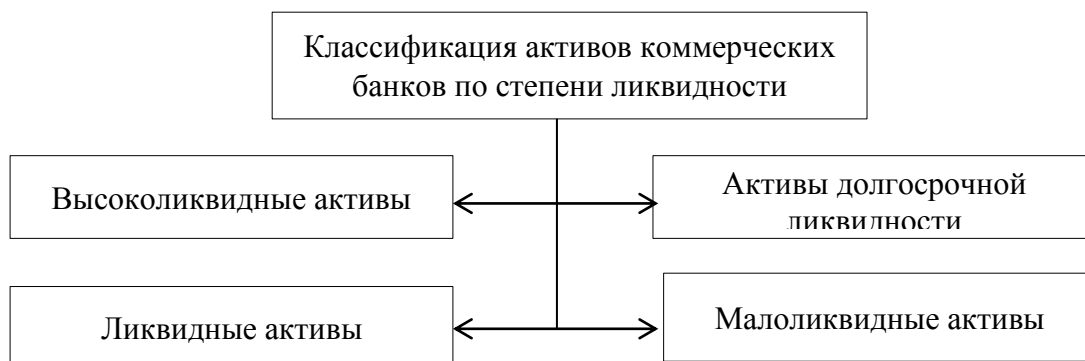 Классификация активов коммерческих
банков по степени ликвидности
Высоколиквидные активы
Активы долгосрочной
ликвидности
Ликвидные активы
Малоликвидные активы